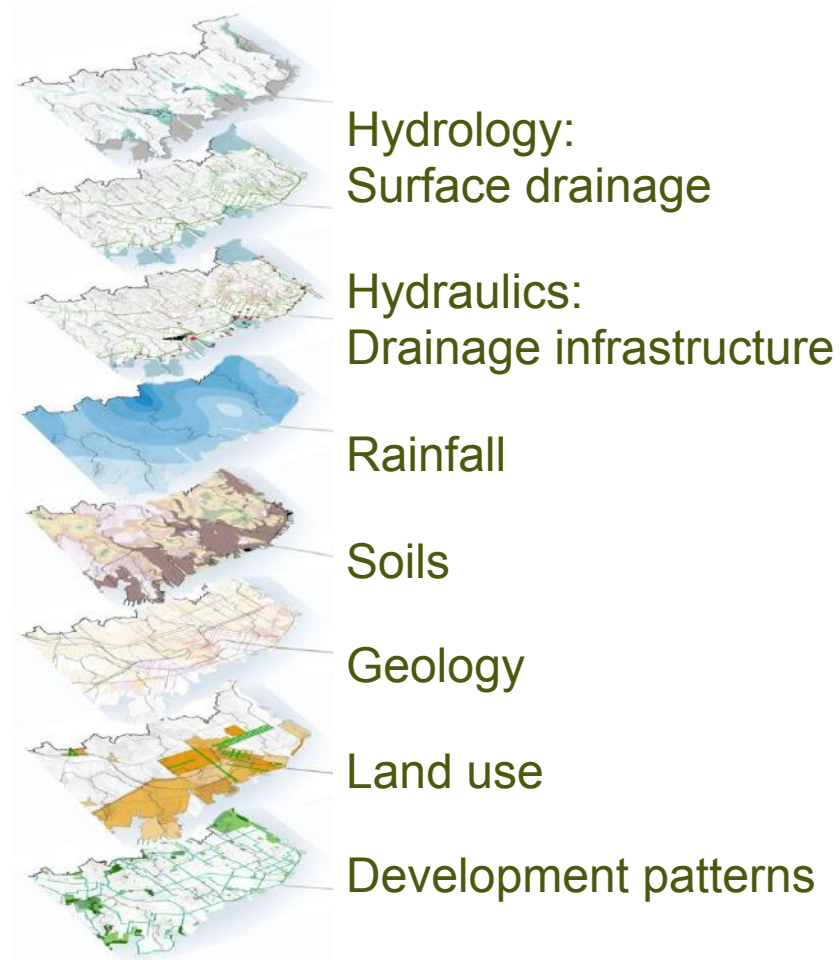 Hydrology:
Surface drainage
Hydraulics:
Drainage infrastructure
Rainfall
Soils
Geology
Land use
Development patterns